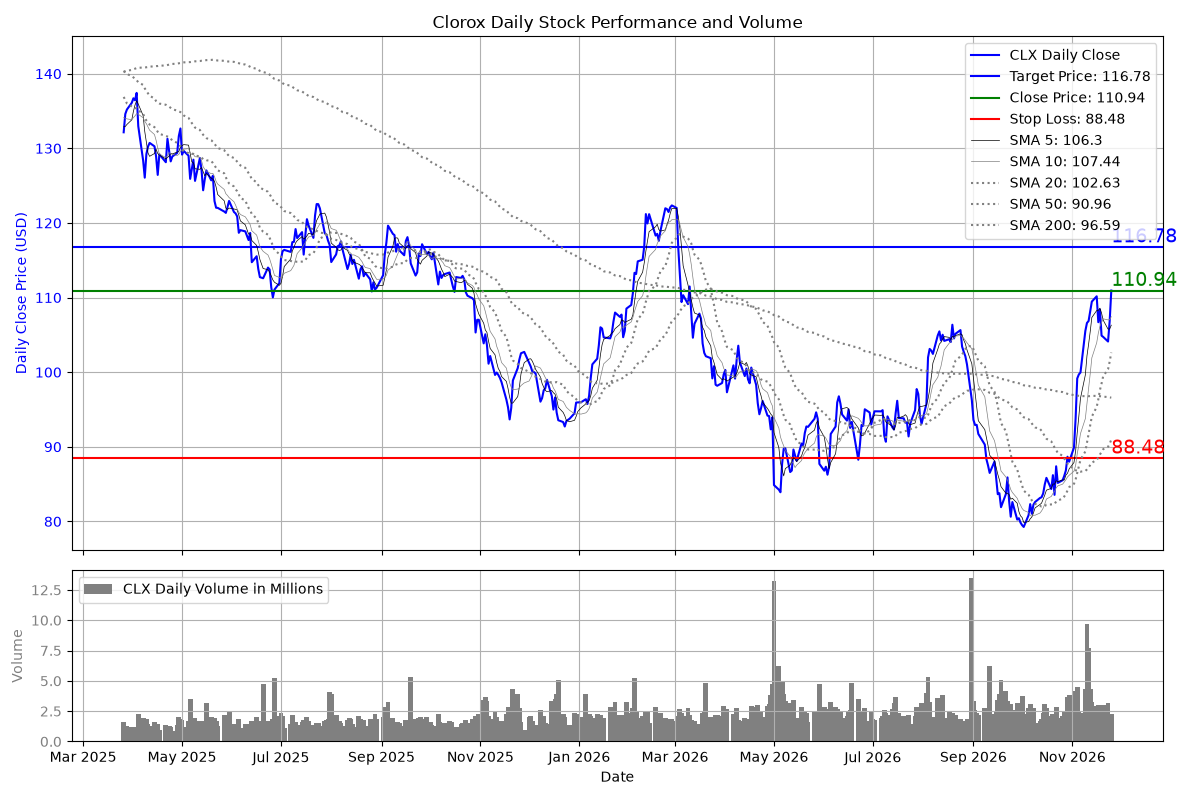 Clorox Daily Stock Performance and Volume
Daily Close Price (USD)
140
130
120
110
100
90
80
CLX Daily Close
Target Price: 116.78
Close Price: 110.94
Stop Loss: 88.48
SMA 5: 106.3
SMA 10: 107.44
SMA 20: 102.63
SMA 50: 90.96
SMA 200: 96.59
116.78
110.94
88.48
CLX Daily Volume in Millions
Volume
12.5
10.0
7.5
5.0
2.5
0.0
Mar 2025 May 2025 Jul 2025 Sep 2025 Nov 2025 Jan 2026 Mar 2026 May 2026 Jul 2026 Sep 2026 Nov 2026
Date